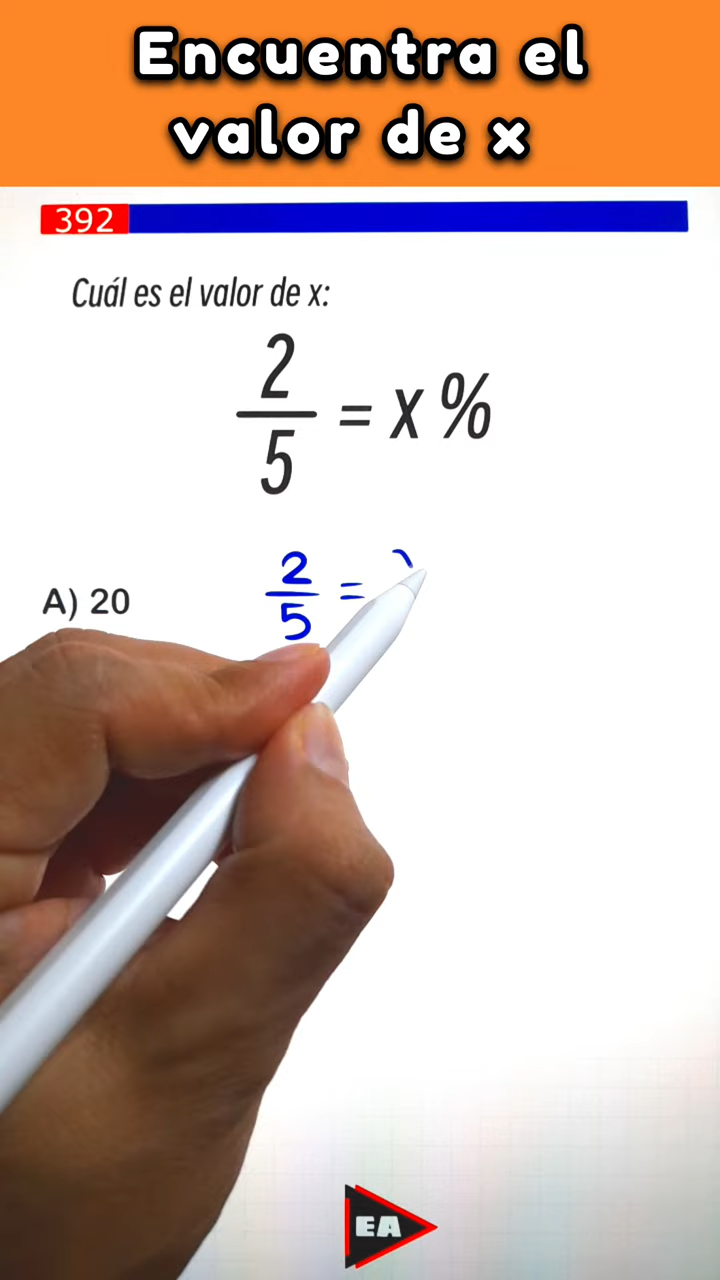 Encuentra el
valor de x
392
Cuál es el valor de x:
2
5
= x %
A) 20
2
5
=
EA